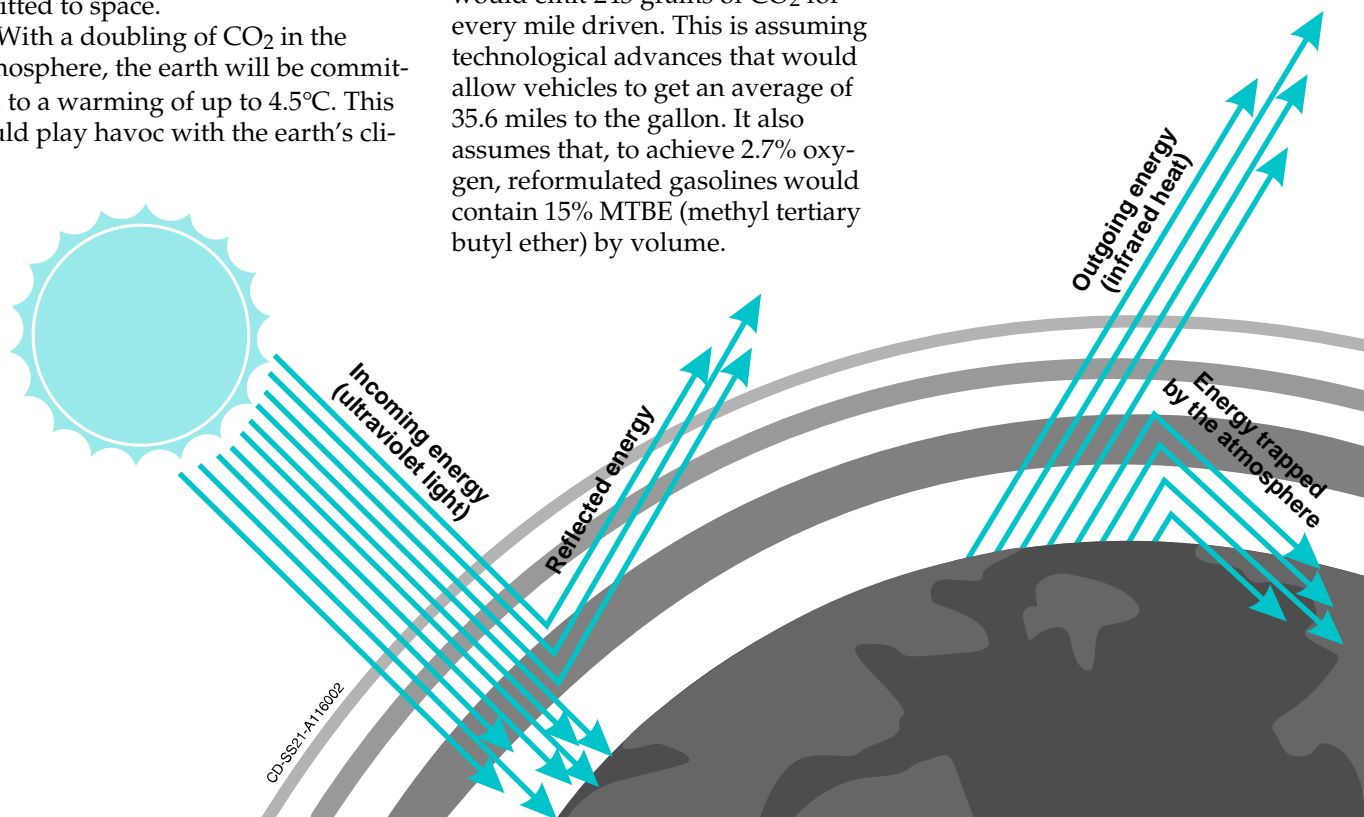 itted to space.
With a doubling of CO2 in the
mosphere, the earth will be commit-
to a warming of up to 4.5°C. This
uld play havoc with the earth's cli-
every mile driven. This is assuming
technological advances that would
allow vehicles to get an average of
35.6 miles to the gallon. It also
assumes that, to achieve 2.7% oxy-
gen, reformulated gasolines would
contain 15% MTBE (methyl tertiary
butyl ether) by volume.
Incoming energy
(ultraviolet light)
Reflected energy
Outgoing energy
(infrared heat)
Energy trapped
by the atmosphere
CD-SS21-A116002